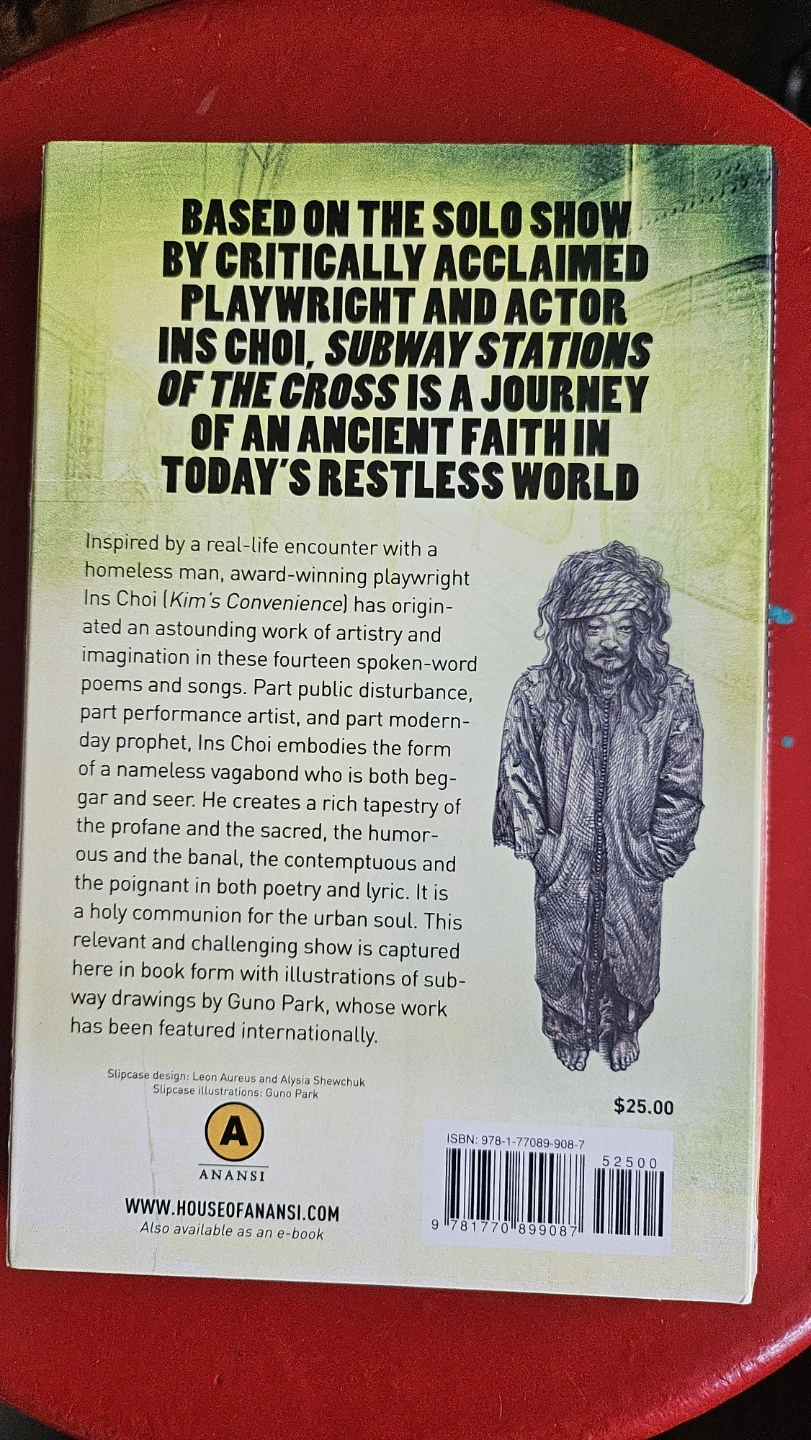 BASED ON THE SOLO SHOW
BY CRITICALLY ACCLAIMED
PLAYWRIGHT AND ACTOR
INS CHOI, SUBWAY STATIONS
OF THE CROSS IS A JOURNEY
OF AN ANCIENT FAITH IN
TODAY'S RESTLESS WORLD
Inspired by a real-life encounter with a
homeless man, award-winning playwright
Ins Choi (Kim's Convenience) has origin-
ated an astounding work of artistry and
imagination in these fourteen spoken-word
poems and songs. Part public disturbance,
part performance artist, and part modern-
day prophet, Ins Choi embodies the form
of a nameless vagabond who is both beg-
gar and seer. He creates a rich tapestry of
the profane and the sacred, the humor-
ous and the banal, the contemptuous and
the poignant in both poetry and lyric. It is
a holy communion for the urban soul. This
relevant and challenging show is captured
here in book form with illustrations of sub-
way drawings by Guno Park, whose work
has been featured internationally.
Slipcase design: Leon Aureus and Alysia Shewchuk
Slipcase illustrations: Guno Park
A
ANANSI
WWW.HOUSEOFANANSI.COM
Also available as an e-book
$25.00
ISBN: 978-1-77089-908-7
52500
9 781770 899087